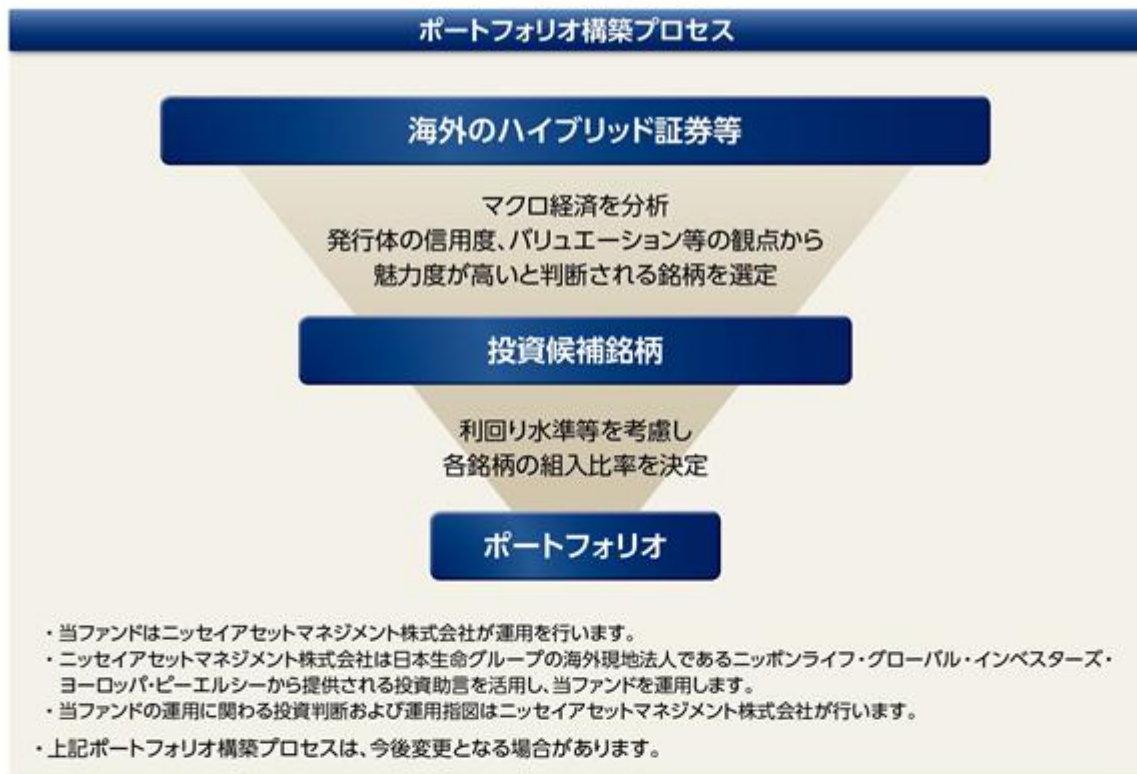 ポートフォリオ構築プロセス
海外のハイブリッド証券等
マクロ経済を分析
発行体の信用度、バリュエーション等の観点から
魅力度が高いと判断される銘柄を選定
投資候補銘柄
利回り水準等を考慮し
各銘柄の組入比率を決定
ポートフォリオ
・当ファンドはニッセイアセットマネジメント株式会社が運用を行います。
・ニッセイアセットマネジメント株式会社は日本生命グループの海外現地法人であるニッポンライフ・グローバル・インベスターズ・
ヨーロッパ・ピーエルシーから提供される投資助言を活用し、当ファンドを運用します。
・当ファンドの運用に関わる投資判断および運用指図はニッセイアセットマネジメント株式会社が行います。
・上記ポートフォリオ構築プロセスは、今後変更となる場合があります。